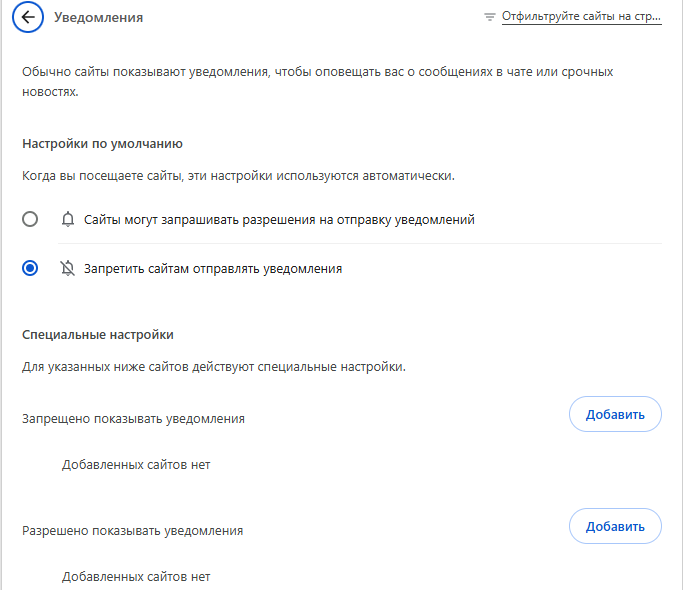 Уведомления
Отфильтруйте сайты на стр...
Обычно сайты показывают уведомления, чтобы оповещать вас о сообщениях в чате или срочных
новостях.
Настройки по умолчанию
Когда вы посещаете сайты, эти настройки используются автоматически.
Сайты могут запрашивать разрешения на отправку уведомлений
Запретить сайтам отправлять уведомления
Специальные настройки
Для указанных ниже сайтов действуют специальные настройки.
Запрещено показывать уведомления
Добавить
Добавленных сайтов нет
Разрешено показывать уведомления
Добавить
Добавленных сайтов нет